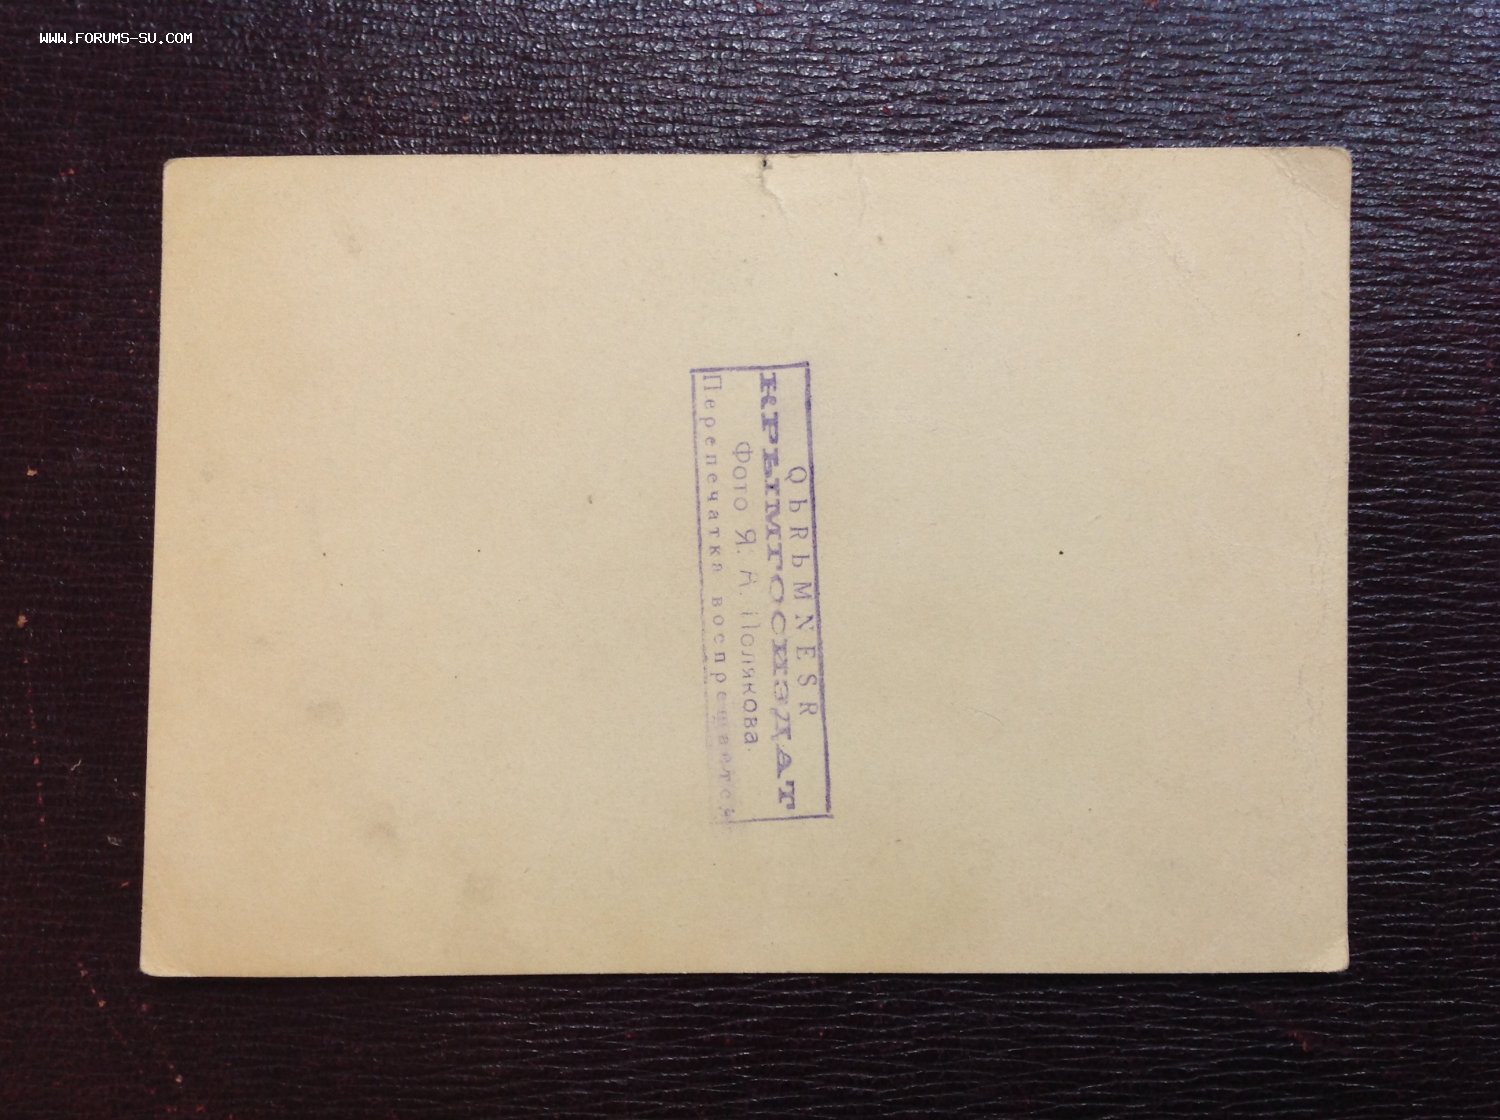 WWW.FORUMS-SU.COM
QЬRЬMNESR
КРЫМГОСИЗДАТ
Фото Я. А. Полякова.
Перепечатка воспрещается